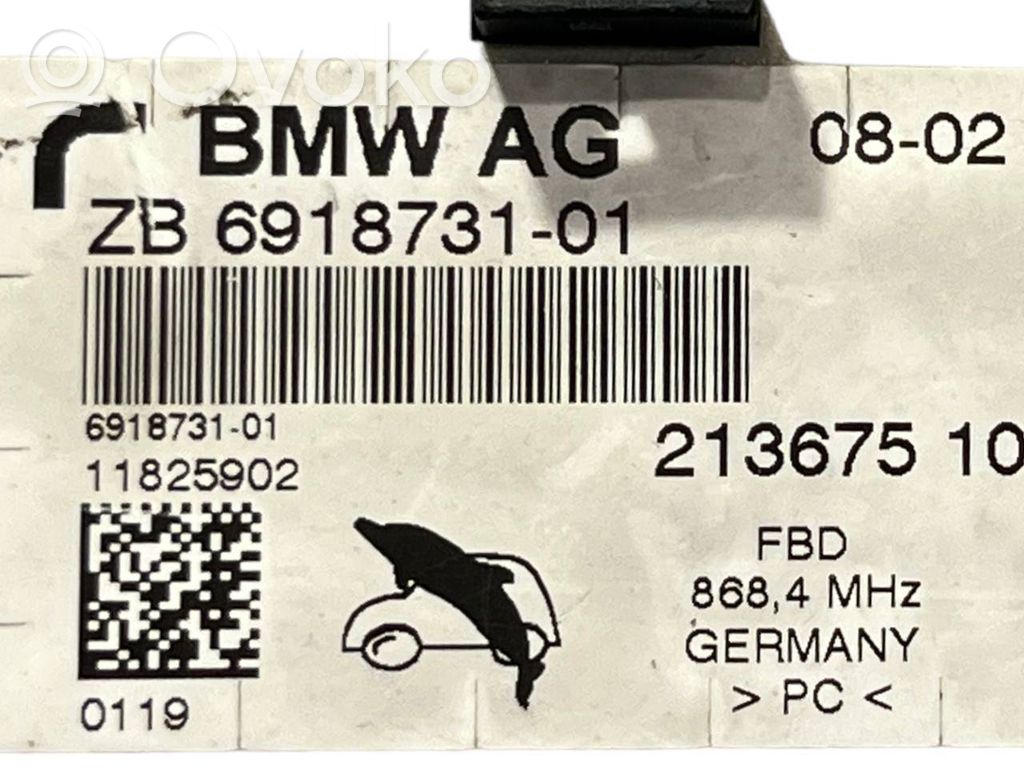 Ovoko
BMW AG 08-02
ZB 6918731-01
6918731-01
11825902
213675 10
FBD
868,4 MHz
GERMANY
> PC <
0119